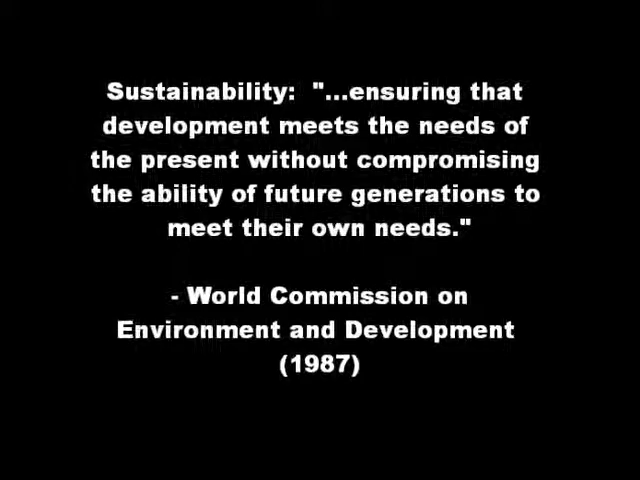 Sustainability:  "...ensuring that
development meets the needs of
the present without compromising
the ability of future generations to
meet their own needs."
- World Commission on
Environment and Development
(1987)